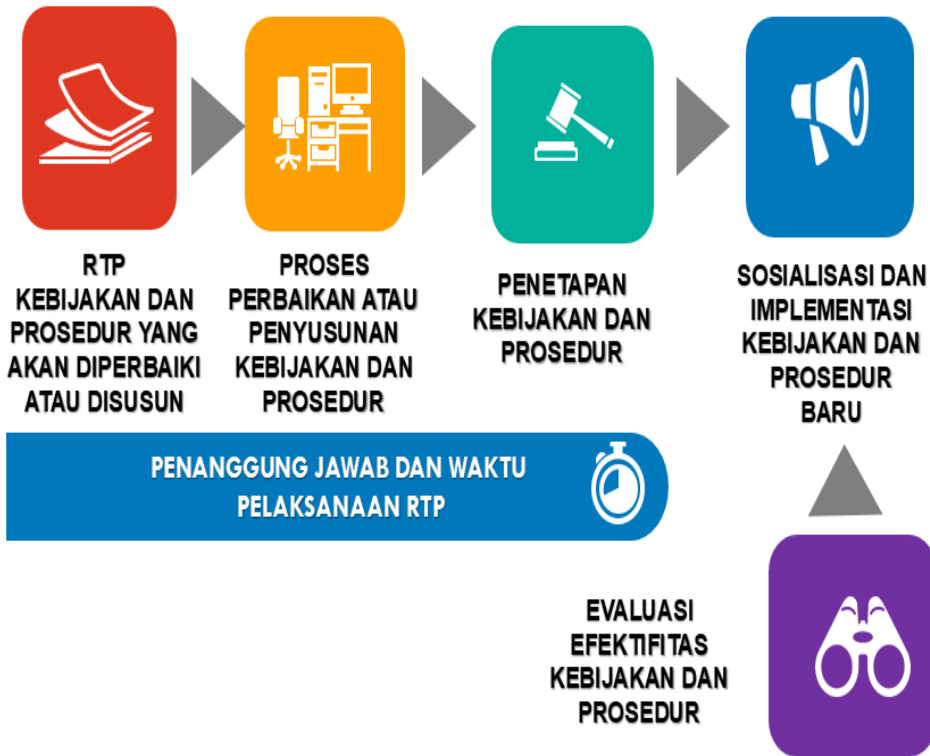 RTP
KEBIJAKAN DAN
PROSEDUR YANG
AKAN DIPERBAIKI
ATAU DISUSUN
PROSES
PERBAIKAN ATAU
PENYUSUNAN
KEBIJAKAN DAN
PROSEDUR
PENETAPAN
KEBIJAKAN DAN
PROSEDUR
SOSIALISASI DAN
IMPLEMENTASI
KEBIJAKAN DAN
PROSEDUR
BARU
PENANGGUNG JAWAB DAN WAKTU
PELAKSANAAN RTP
EVALUASI
EFEKTIFITAS
KEBIJAKAN DAN
PROSEDUR